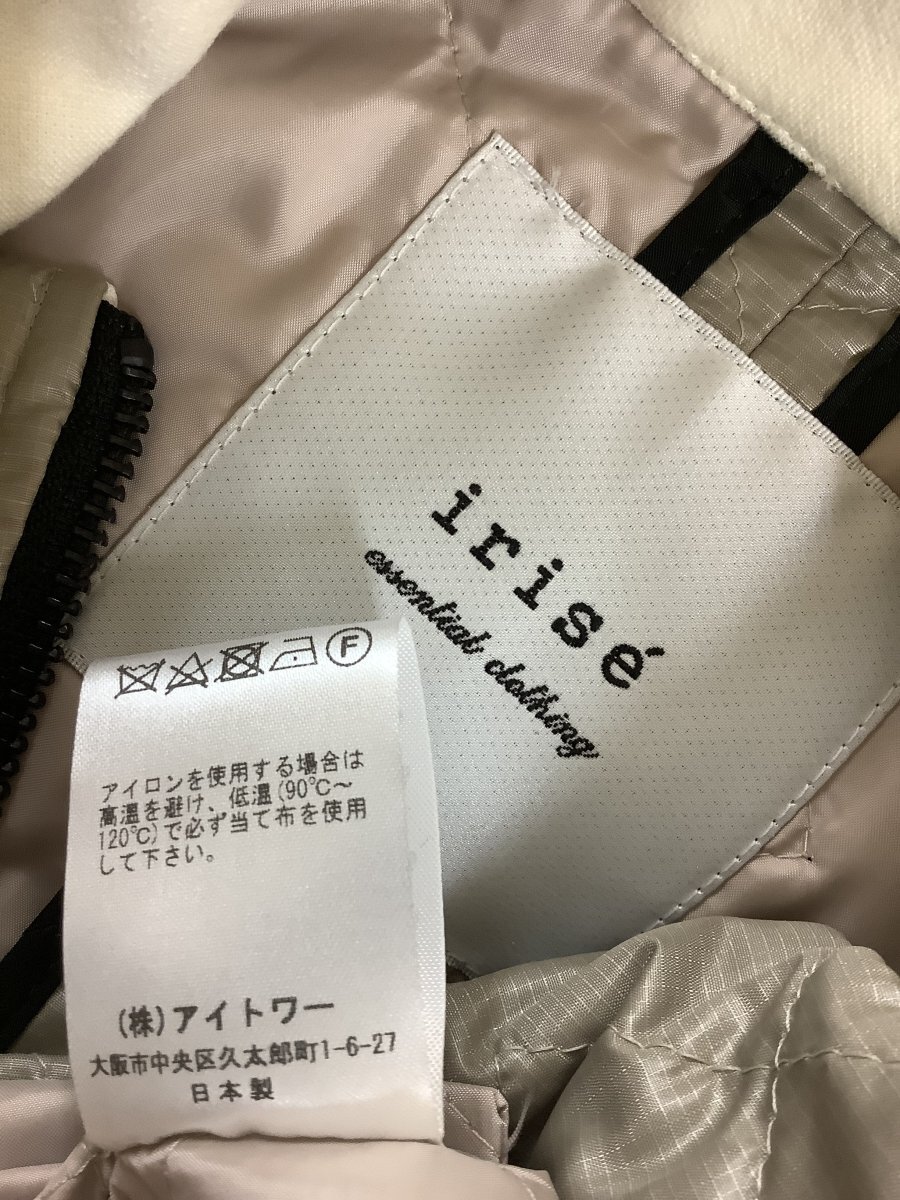 irisé
essential clothing
F
アイロンを使用する場合は
高温を避け、低温(90℃〜
120℃)で必ず当て布を使用
して下さい。
(株)アイトワー
大阪市中央区久太郎町1-6-27
日本製